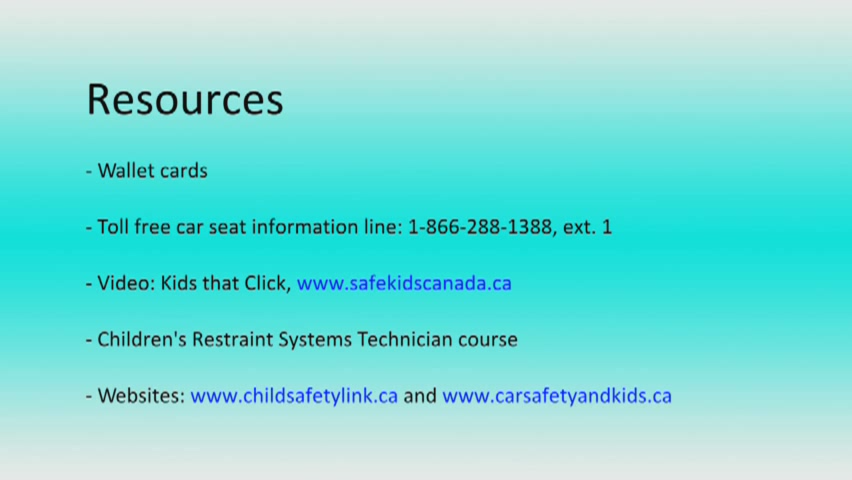 Resources
- Wallet cards
- Toll free car seat information line: 1-866-288-1388, ext. 1
- Video: Kids that Click, www.safekidscanada.ca
- Children's Restraint Systems Technician course
- Websites: www.childsafetylink.ca and www.carsafetyandkids.ca